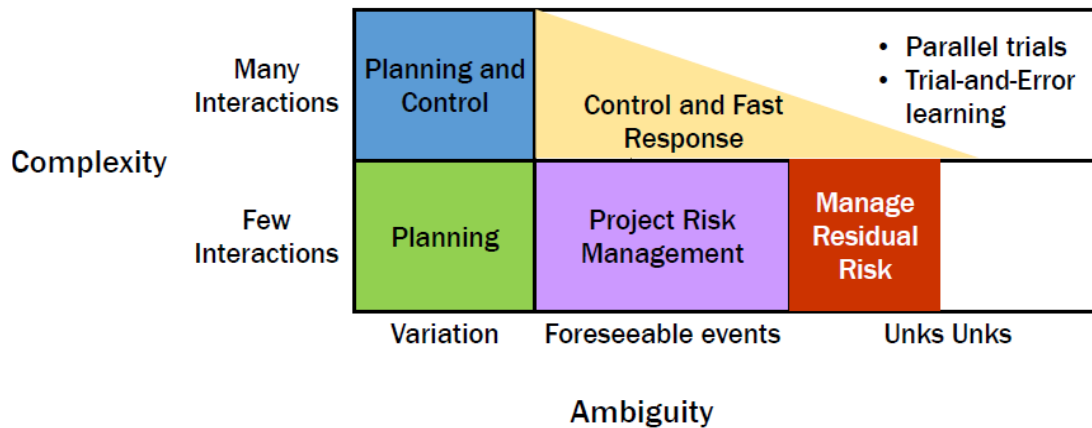 Many
Interactions
Planning and
Control
• Parallel trials
• Trial-and-Error
learning
Control and Fast
Response
Complexity
Few
Interactions
Planning
Project Risk
Management
Manage
Residual
Risk
Variation
Foreseeable events
Unks Unks
Ambiguity